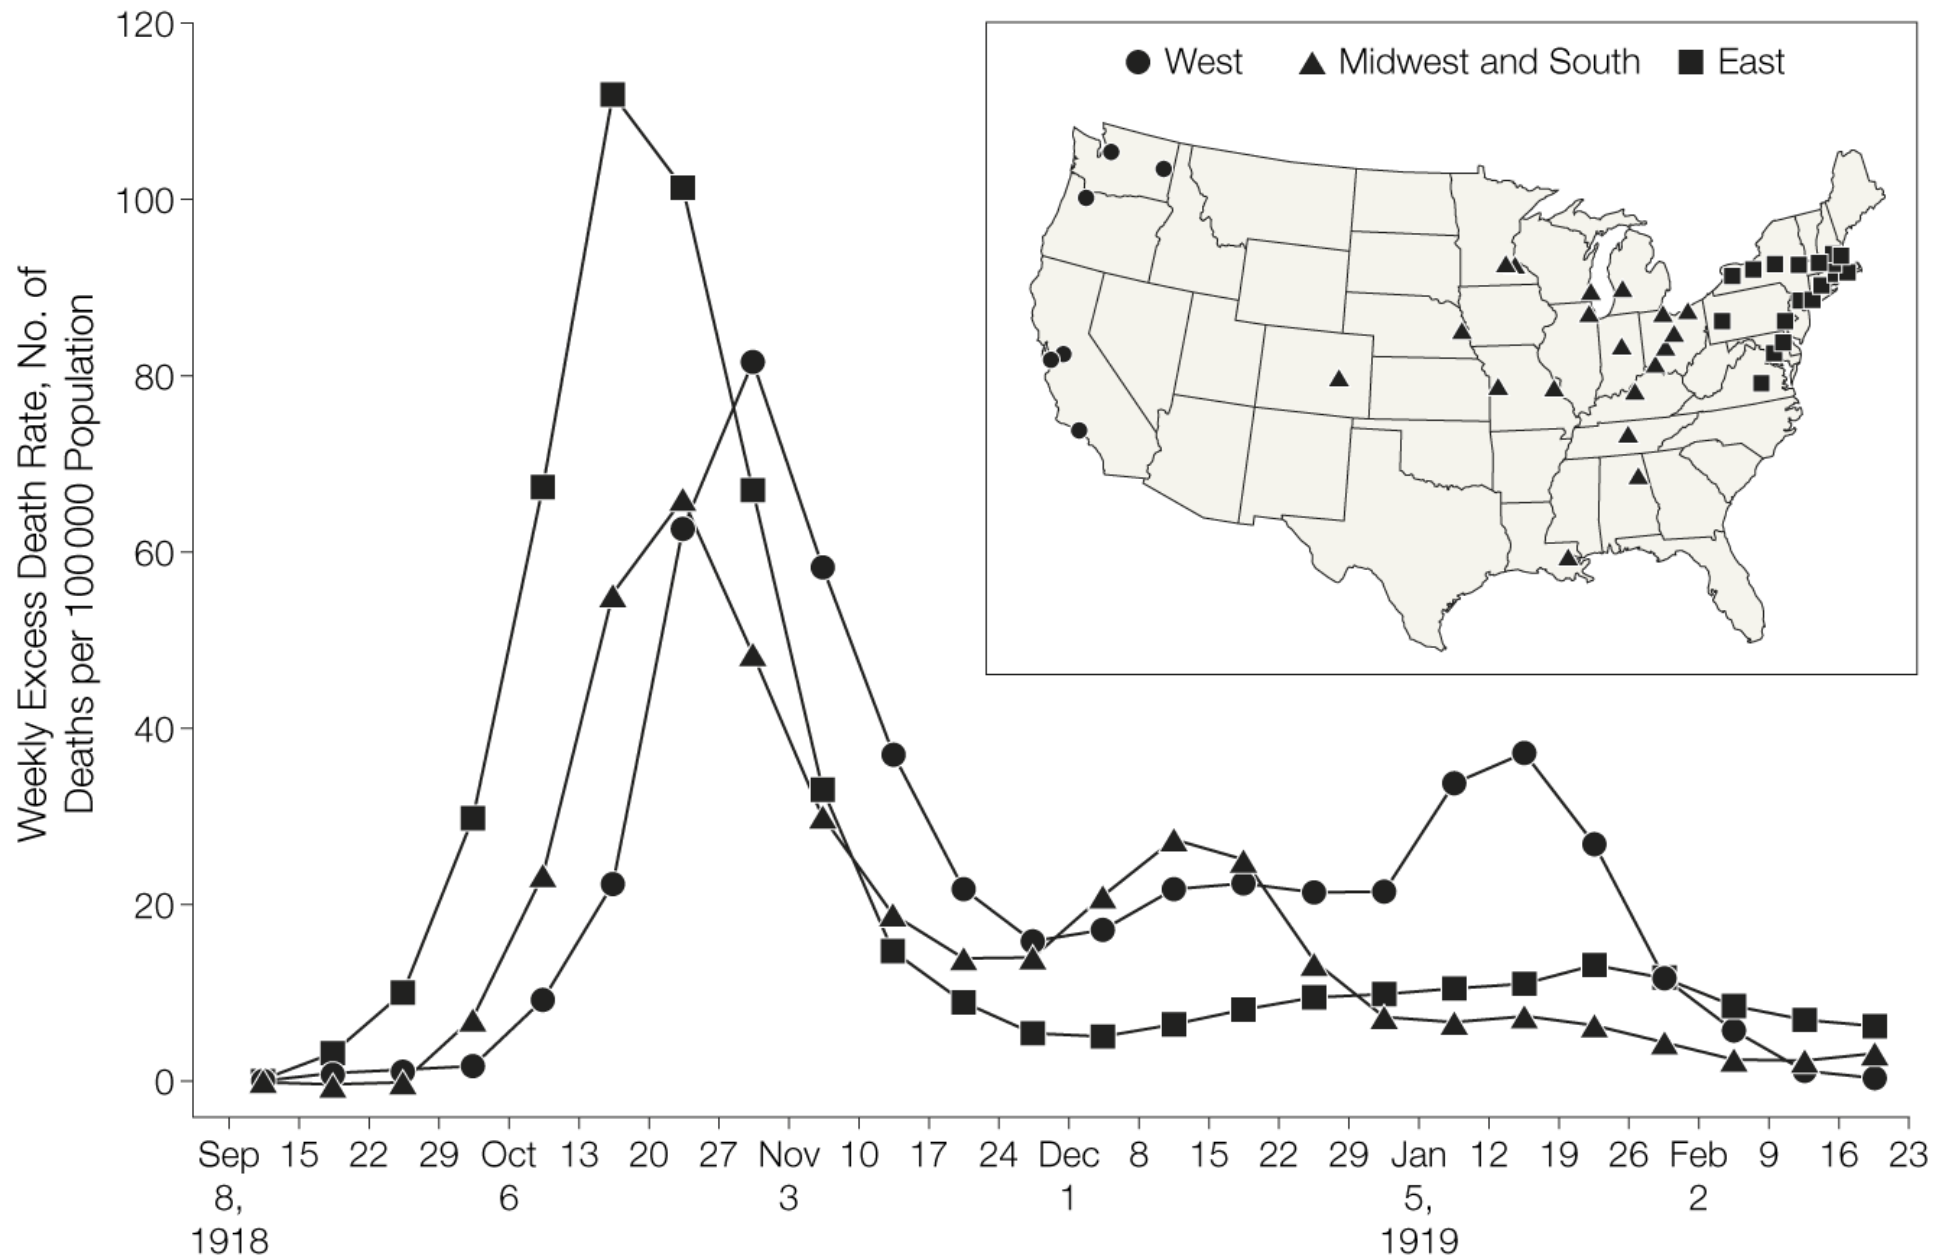 Weekly Excess Death Rate, No. of
Deaths per 100 000 Population
120
100
80
60
40
20
0
West Midwest and South East
Sep 15 22 29 Oct 13 20 27 Nov 10 17 24 Dec 8 15 22 29 Jan 12 19 26 Feb 9 16 23
8, 6 3 1 5, 2
1918 1919